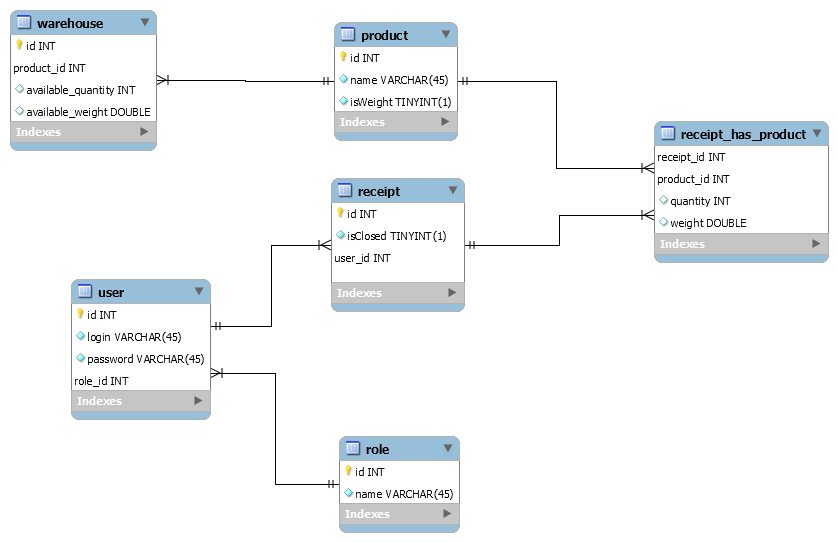 warehouse
id INT
product_id INT
available_quantity INT
available_weight DOUBLE
Indexes
product
id INT
name VARCHAR(45)
isWeight TINYINT(1)
Indexes
receipt_has_product
receipt_id INT
product_id INT
quantity INT
weight DOUBLE
Indexes
receipt
id INT
isClosed TINYINT(1)
user_id INT
Indexes
user
id INT
login VARCHAR(45)
password VARCHAR(45)
role_id INT
Indexes
role
id INT
name VARCHAR(45)
Indexes